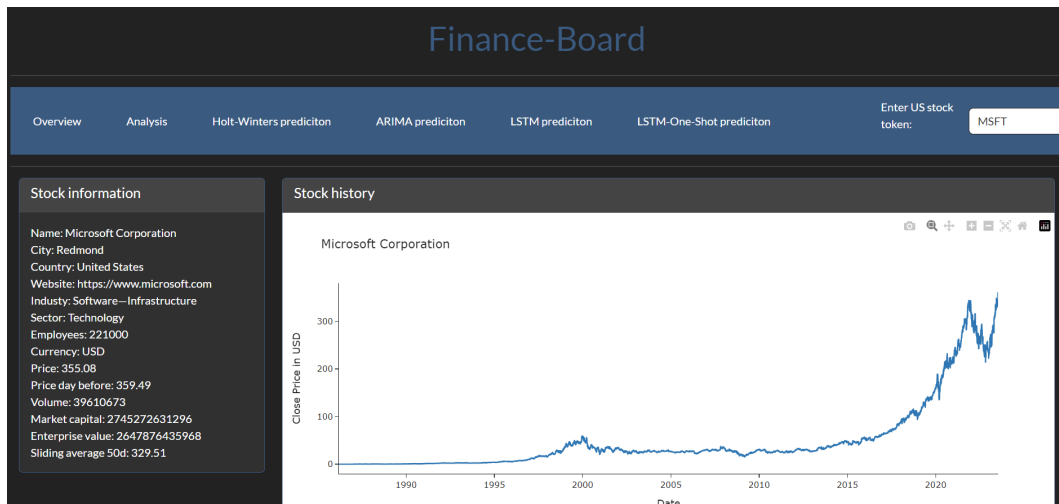 Finance-Board
Overview Analysis Holt-Winters prediciton ARIMA prediciton LSTM prediciton LSTM-One-Shot prediciton
Enter US stock
token:
MSFT
Stock information
Name: Microsoft Corporation
City: Redmond
Country: United States
Website: https://www.microsoft.com
Industy: Software—Infrastructure
Sector: Technology
Employees: 221000
Currency: USD
Price: 355.08
Price day before: 359.49
Volume: 39610673
Market capital: 2745272631296
Enterprise value: 2647876435968
Sliding average 50d: 329.51
Stock history
Microsoft Corporation
Close Price in USD
300
200
100
0
1990 1995 2000 2005 2010 2015 2020
Date